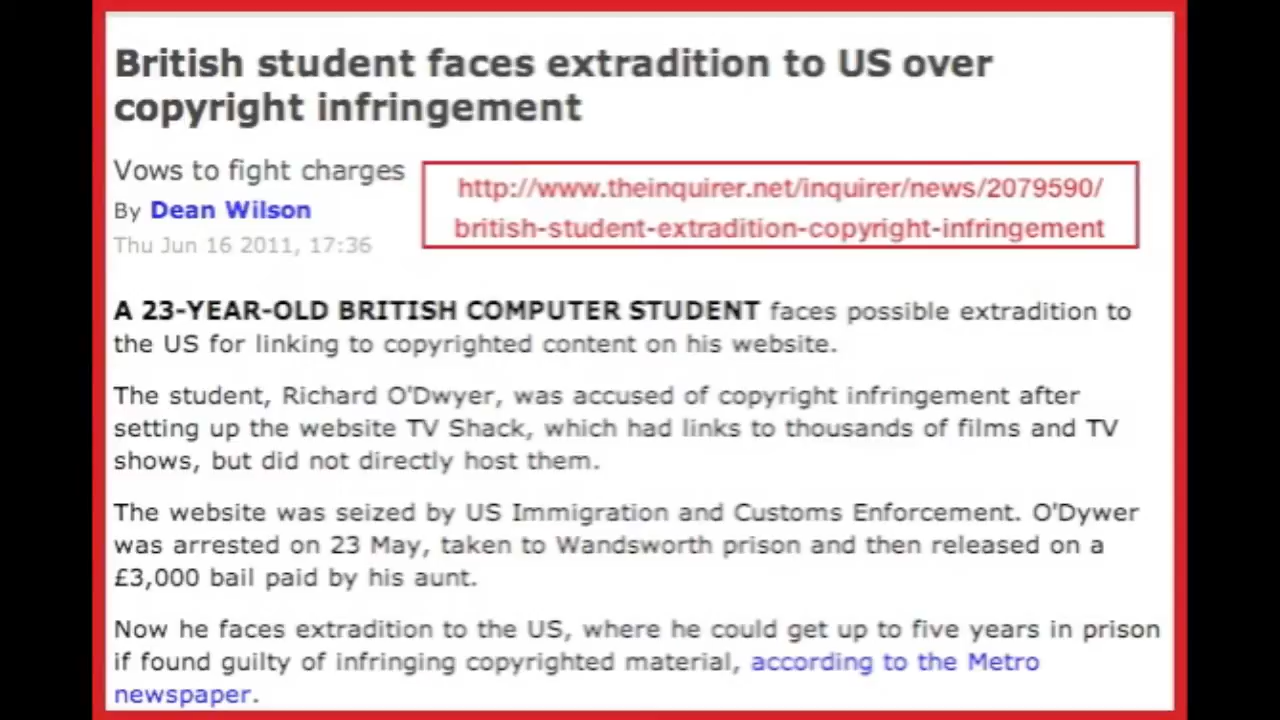 British student faces extradition to US over
copyright infringement
Vows to fight charges
By Dean Wilson
Thu Jun 16 2011, 17:36
http://www.theinquirer.net/inquirer/news/2079590/
british-student-extradition-copyright-infringement
A 23-YEAR-OLD BRITISH COMPUTER STUDENT faces possible extradition to
the US for linking to copyrighted content on his website.
The student, Richard O'Dwyer, was accused of copyright infringement after
setting up the website TV Shack, which had links to thousands of films and TV
shows, but did not directly host them.
The website was seized by US Immigration and Customs Enforcement. O'Dywer
was arrested on 23 May, taken to Wandsworth prison and then released on a
£3,000 bail paid by his aunt.
Now he faces extradition to the US, where he could get up to five years in prison
if found guilty of infringing copyrighted material, according to the Metro
newspaper.